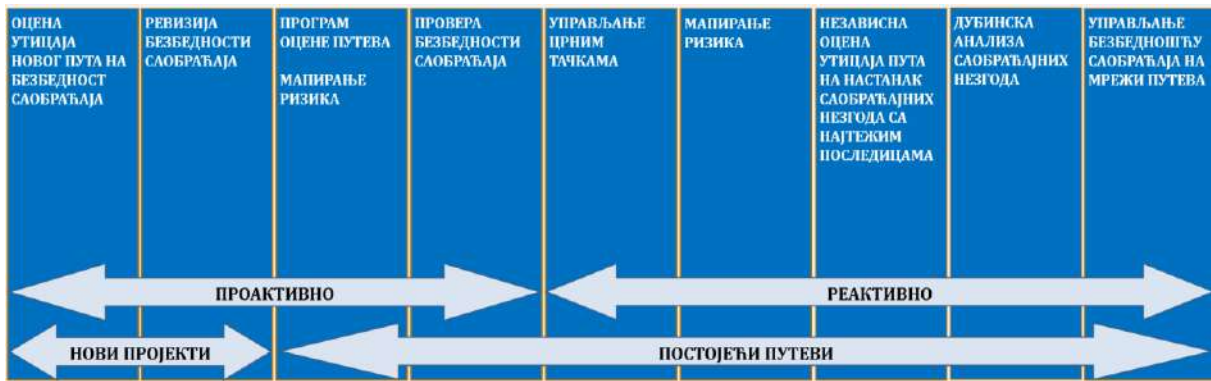 ОЦЕНА
УТИЦАЈА
НОВОГ ПУТА НА
БЕЗБЕДНОСТ
САОБРАЋАЈА
РЕВИЗИЈА
БЕЗБЕДНОСТИ
САОБРАЋАЈА
ПРОГРАМ
ОЦЕНЕ ПУТЕВА
МАПИРАЊЕ
РИЗИКА
ПРОВЕРА
БЕЗБЕДНОСТИ
САОБРАЋАЈА
УПРАВЉАЊЕ
ЦРНИМ
ТАЧКАМА
МАПИРАЊЕ
РИЗИКА
НЕЗАВИСНА
ОЦЕНА
УТИЦАЈА ПУТА
НА НАСТАНАК
САОБРАЋАЈНИХ
НЕЗГОДА СА
НАЈТЕЖИМ
ПОСЛЕДИЦАМА
ДУБИНСКА
АНАЛИЗА
САОБРАЋАЈНИХ
НЕЗГОДА
УПРАВЉАЊЕ
БЕЗБЕДНОШЋУ
САОБРАЋАЈА НА
МРЕЖИ ПУТЕВА
ПРОАКТИВНО
РЕАКТИВНО
НОВИ ПРОЈЕКТИ
ПОСТОЈЕЋИ ПУТЕВИ